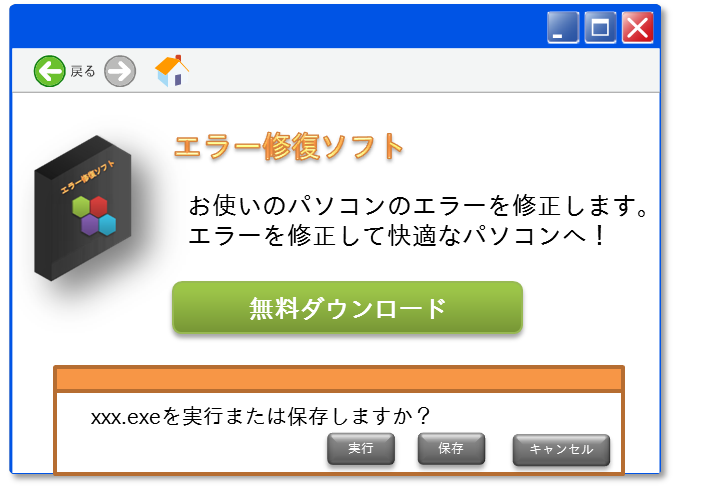 戻る
エラー修復ソフト
エラー修復ソフト
お使いのパソコンのエラーを修正します。
エラーを修正して快適なパソコンへ！
無料ダウンロード
xxx.exeを実行または保存しますか？
実行 保存 キャンセル